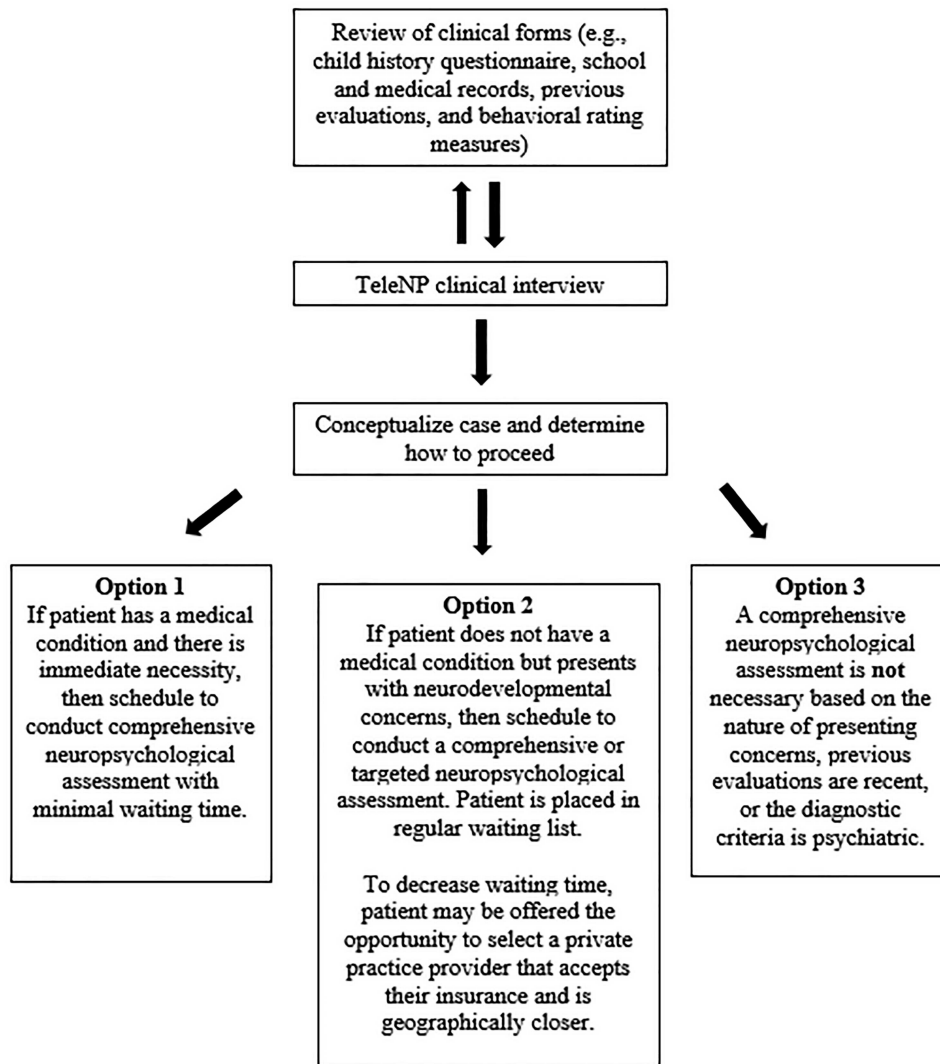 Review of clinical forms (e.g.,
child history questionnaire, school
and medical records, previous
evaluations, and behavioral rating
measures)
TeleNP clinical interview
Conceptualize case and determine
how to proceed
Option 1
If patient has a medical
condition and there is
immediate necessity,
then schedule to
conduct comprehensive
neuropsychological
assessment with
minimal waiting time.
Option 2
If patient does not have a
medical condition but presents
with neurodevelopmental
concerns, then schedule to
conduct a comprehensive or
targeted neuropsychological
assessment. Patient is placed in
regular waiting list.
To decrease waiting time,
patient may be offered the
opportunity to select a private
practice provider that accepts
their insurance and is
geographically closer.
Option 3
A comprehensive
neuropsychological
assessment is not
necessary based on the
nature of presenting
concerns, previous
evaluations are recent,
or the diagnostic
criteria is psychiatric.